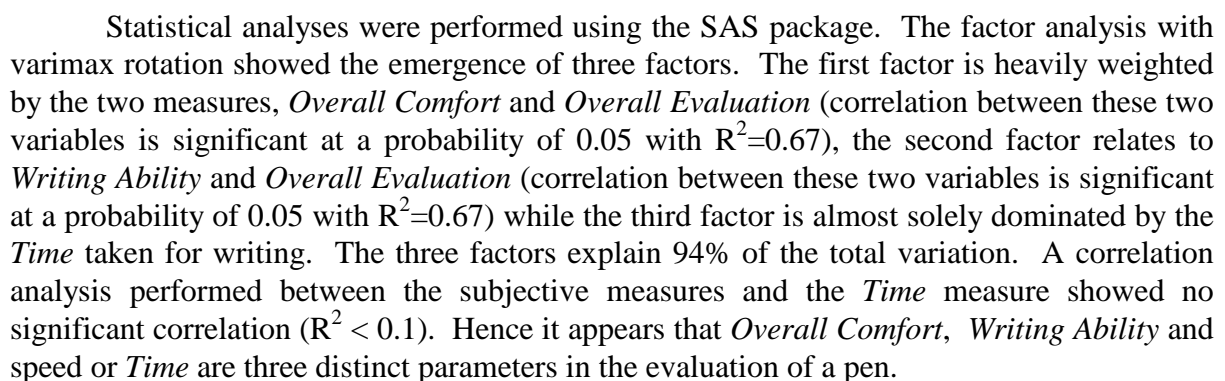 Statistical analyses were performed using the SAS package. The factor analysis with
varimax rotation showed the emergence of three factors. The first factor is heavily weighted
by the two measures, Overall Comfort and Overall Evaluation (correlation between these two
variables is significant at a probability of 0.05 with R²=0.67), the second factor relates to
Writing Ability and Overall Evaluation (correlation between these two variables is significant
at a probability of 0.05 with R²=0.67) while the third factor is almost solely dominated by the
Time taken for writing. The three factors explain 94% of the total variation. A correlation
analysis performed between the subjective measures and the Time measure showed no
significant correlation (R² < 0.1). Hence it appears that Overall Comfort, Writing Ability and
speed or Time are three distinct parameters in the evaluation of a pen.